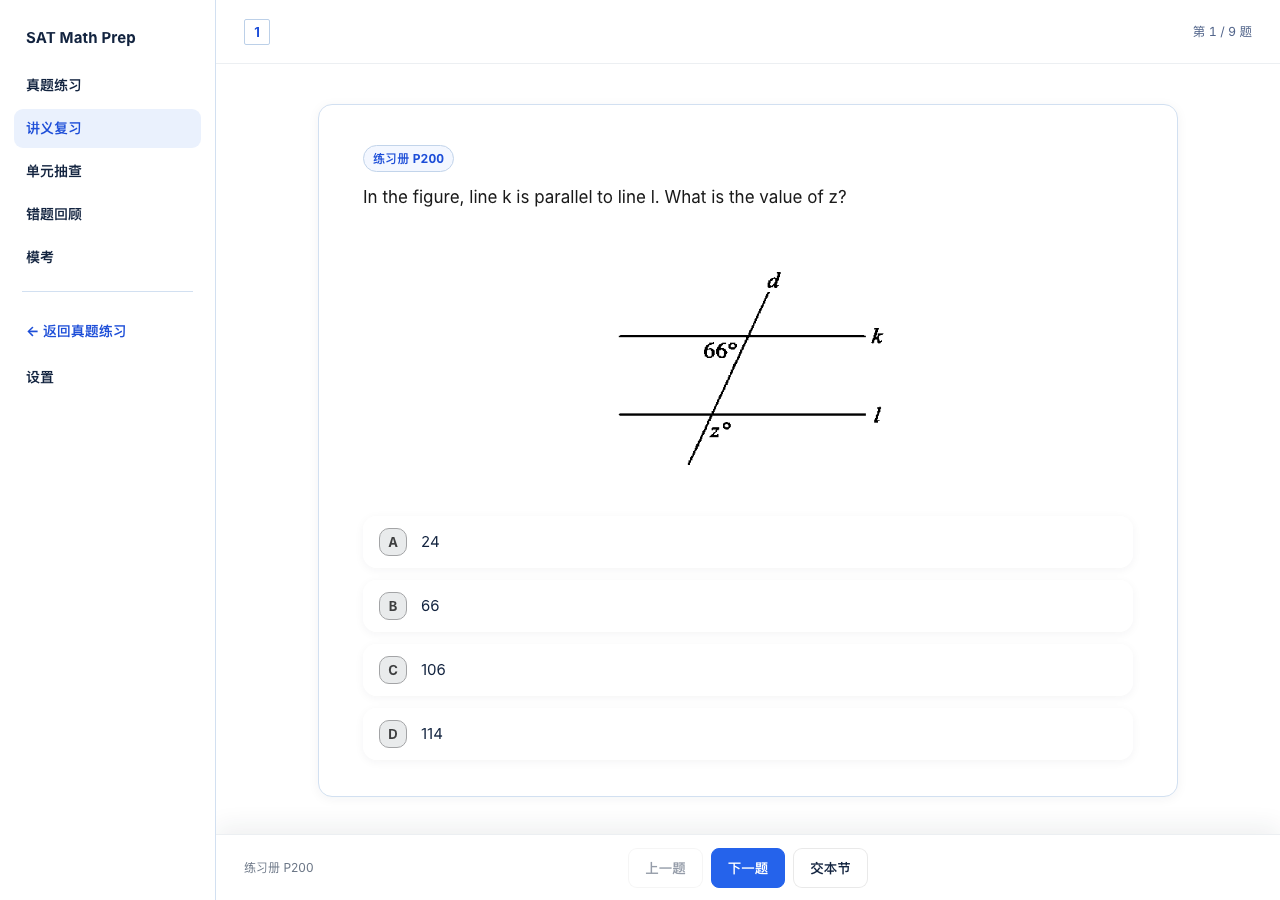 SAT Math Prep
真题练习
讲义复习
单元抽查
错题回顾
模考
← 返回真题练习
设置
1
第 1 / 9 题
练习册 P200
In the figure, line k is parallel to line l. What is the value of z?
d
k
66°
l
z°
A 24
B 66
C 106
D 114
练习册 P200
上一题
下一题
交本节